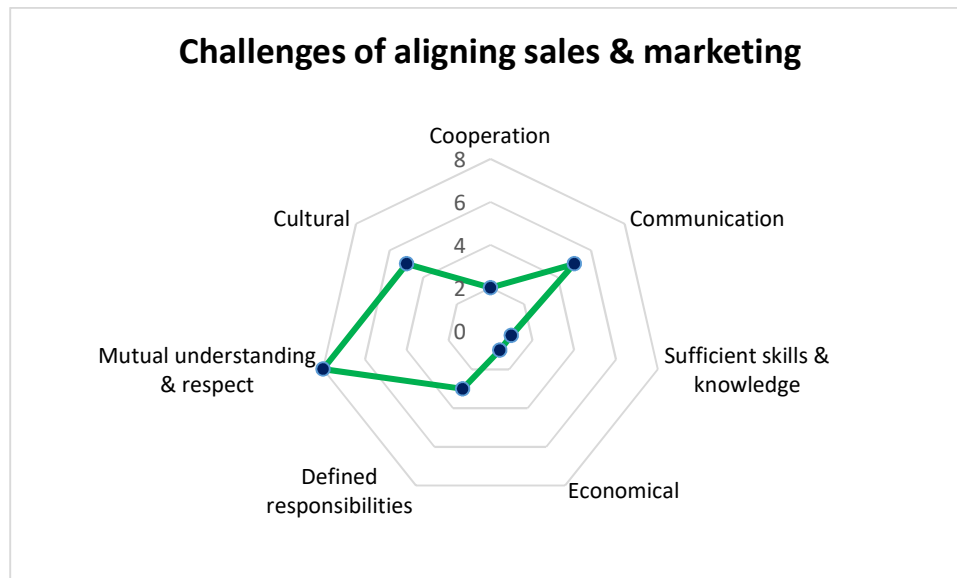 Challenges of aligning sales & marketing
Cooperation
8
6
4
2
0
Communication
Sufficient skills &
knowledge
Economical
Defined
responsibilities
Mutual understanding
& respect
Cultural